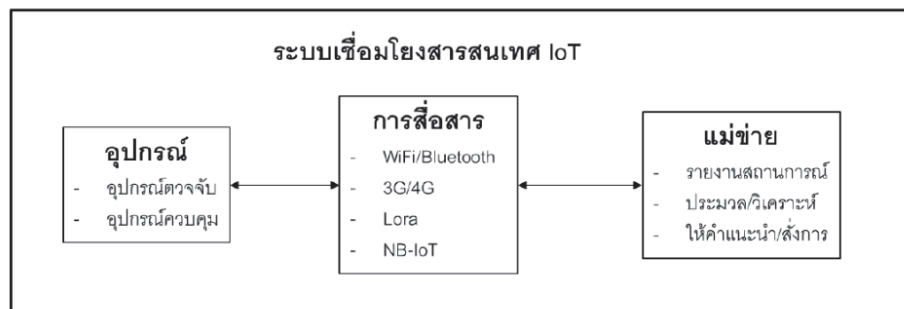 ระบบเชื่อมโยงสารสนเทศ IoT
อุปกรณ์
- อุปกรณ์ตวจจับ
- อุปกรณ์ควบคุม
การสื่อสาร
- WiFi/Bluetooth
- 3G/4G
- Lora
- NB-IoT
แม่ข่าย
- รายงานสถานการณ์
- ประมวล/วิเคราะห์
- ให้คำแนะนำ/สั่งการ